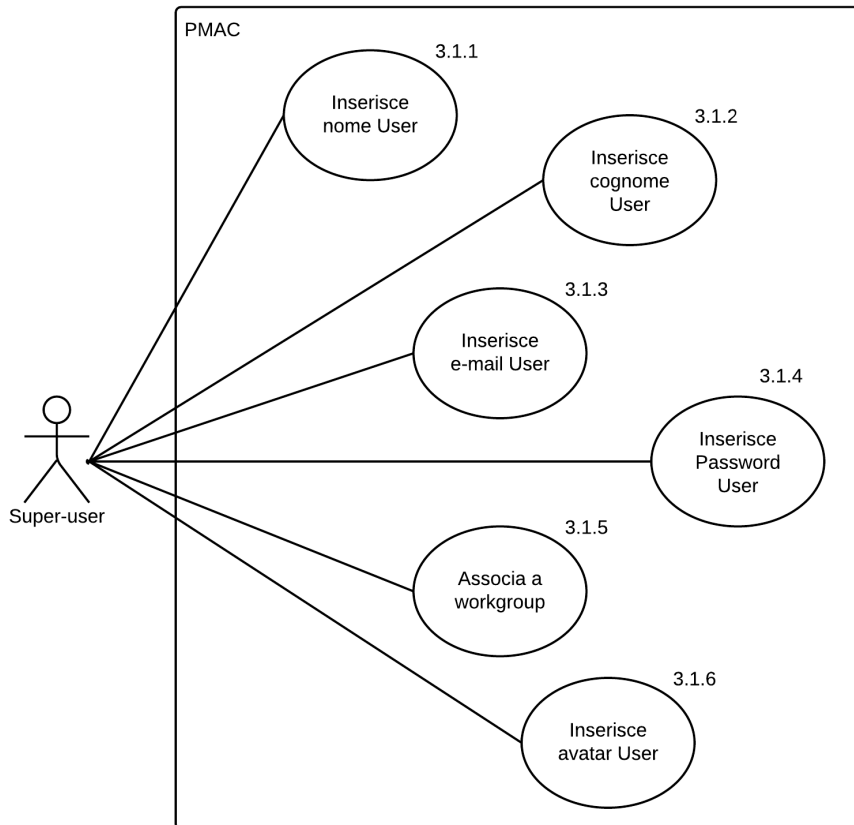 PMAC
3.1.1
Inserisce
nome User
3.1.2
Inserisce
cognome
User
3.1.3
Inserisce
e-mail User
3.1.4
Inserisce
Password
User
Super-user
3.1.5
Associa a
workgroup
3.1.6
Inserisce
avatar User